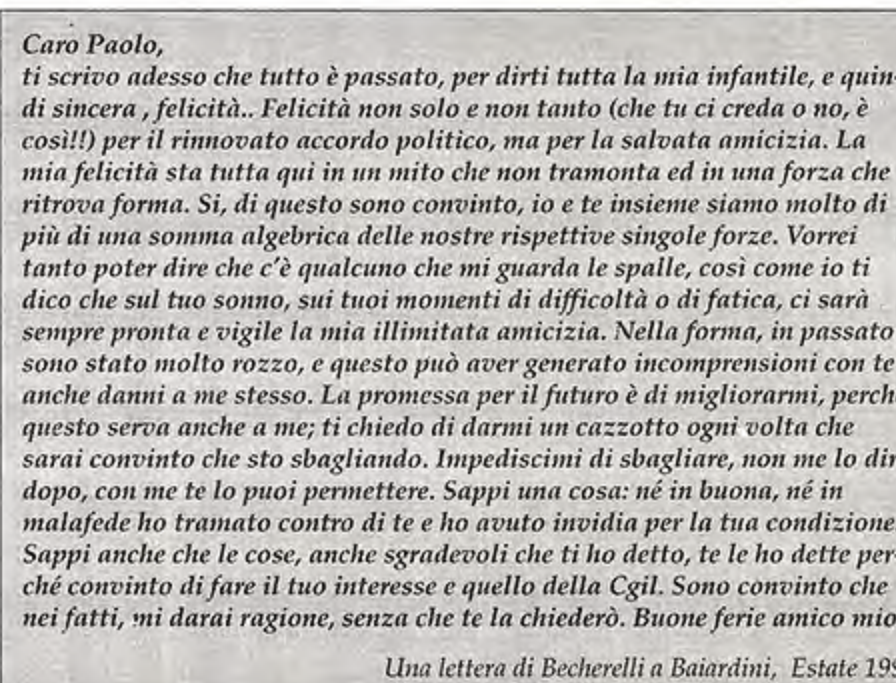 Caro Paolo,
ti scrivo adesso che tutto è passato, per dirti tutta la mia infantile, e quin-
di sincera , felicità.. Felicità non solo e non tanto (che tu ci creda o no, è
così!!) per il rinnovato accordo politico, ma per la salvata amicizia. La
mia felicità sta tutta qui in un mito che non tramonta ed in una forza che
ritrova forma. Si, di questo sono convinto, io e te insieme siamo molto di
più di una somma algebrica delle nostre rispettive singole forze. Vorrei
tanto poter dire che c'è qualcuno che mi guarda le spalle, così come io ti
dico che sul tuo sonno, sui tuoi momenti di difficoltà o di fatica, ci sarà
sempre pronta e vigile la mia illimitata amicizia. Nella forma, in passato
sono stato molto rozzo, e questo può aver generato incomprensioni con te
anche danni a me stesso. La promessa per il futuro è di migliorarmi, perch
questo serva anche a me; ti chiedo di darmi un cazzotto ogni volta che
sarai convinto che sto sbagliando. Impediscimi di sbagliare, non me lo dir
dopo, con me te lo puoi permettere. Sappi una cosa: né in buona, né in
malafede ho tramato contro di te e ho avuto invidia per la tua condizione.
Sappi anche che le cose, anche sgradevoli che ti ho detto, te le ho dette per-
ché convinto di fare il tuo interesse e quello della Cgil. Sono convinto che
nei fatti, mi darai ragione, senza che te la chiederò. Buone ferie amico mio
Una lettera di Becherelli a Baiardini, Estate 199